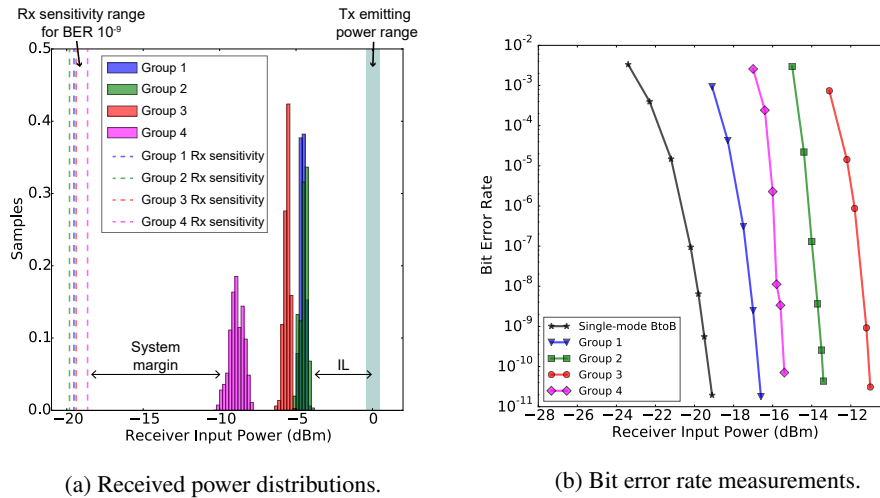 Rx sensitivity range
for BER 10⁻⁹
Tx emitting
power range
0.5
0.4
0.3
0.2
0.1
0.0
Samples
Group 1
Group 2
Group 3
Group 4
Group 1 Rx sensitivity
Group 2 Rx sensitivity
Group 3 Rx sensitivity
Group 4 Rx sensitivity
System
margin
IL
−20 −15 −10 −5 0
Receiver Input Power (dBm)
(a) Received power distributions.
10⁻²
10⁻³
10⁻⁴
10⁻⁵
10⁻⁶
10⁻⁷
10⁻⁸
10⁻⁹
10⁻¹⁰
10⁻¹¹
Bit Error Rate
Single-mode BtoB
Group 1
Group 2
Group 3
Group 4
−28 −26 −24 −22 −20 −18 −16 −14 −12
Receiver Input Power (dBm)
(b) Bit error rate measurements.